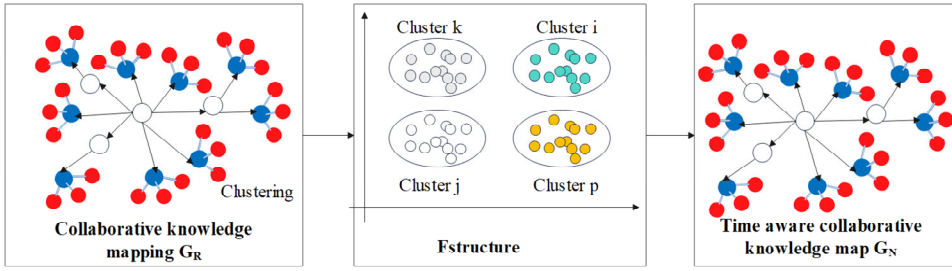 Clustering
Collaborative knowledge
mapping GR
Cluster k
Cluster i
Cluster j
Cluster p
Fstructure
Time aware collaborative
knowledge map GN